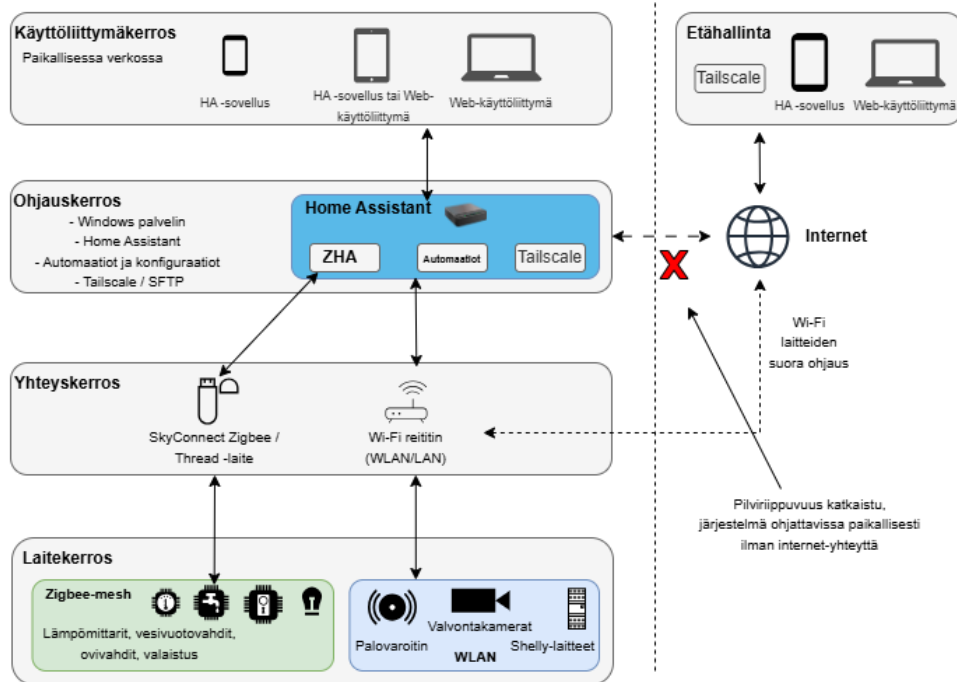 Käyttöliittymäkerros
Paikallisessa verkossa
HA -sovellus
HA -sovellus tai Web-
käyttöliittymä
Web-käyttöliittymä
Etähallinta
Tailscale
HA -sovellus
Web-käyttöliittymä
Ohjauskerros
- Windows palvelin
- Home Assistant
- Automaatiot ja konfiguraatiot
- Tailscale / SFTP
Home Assistant
ZHA
Automaatiot
Tailscale
X
Internet
Wi-Fi
laitteiden
suora ohjaus
Yhteyskerros
SkyConnect Zigbee /
Thread -laite
Wi-Fi reititin
(WLAN/LAN)
Pilviriippuvuus katkaistu,
järjestelmä ohjattavissa paikallisesti
ilman internet-yhteyttä
Laitekerros
Zigbee-mesh
Lämpömittarit, vesivuotovahdit,
ovivahdit, valaistus
Palovaroitin
Valvontakamerat
WLAN
Shelly-laitteet